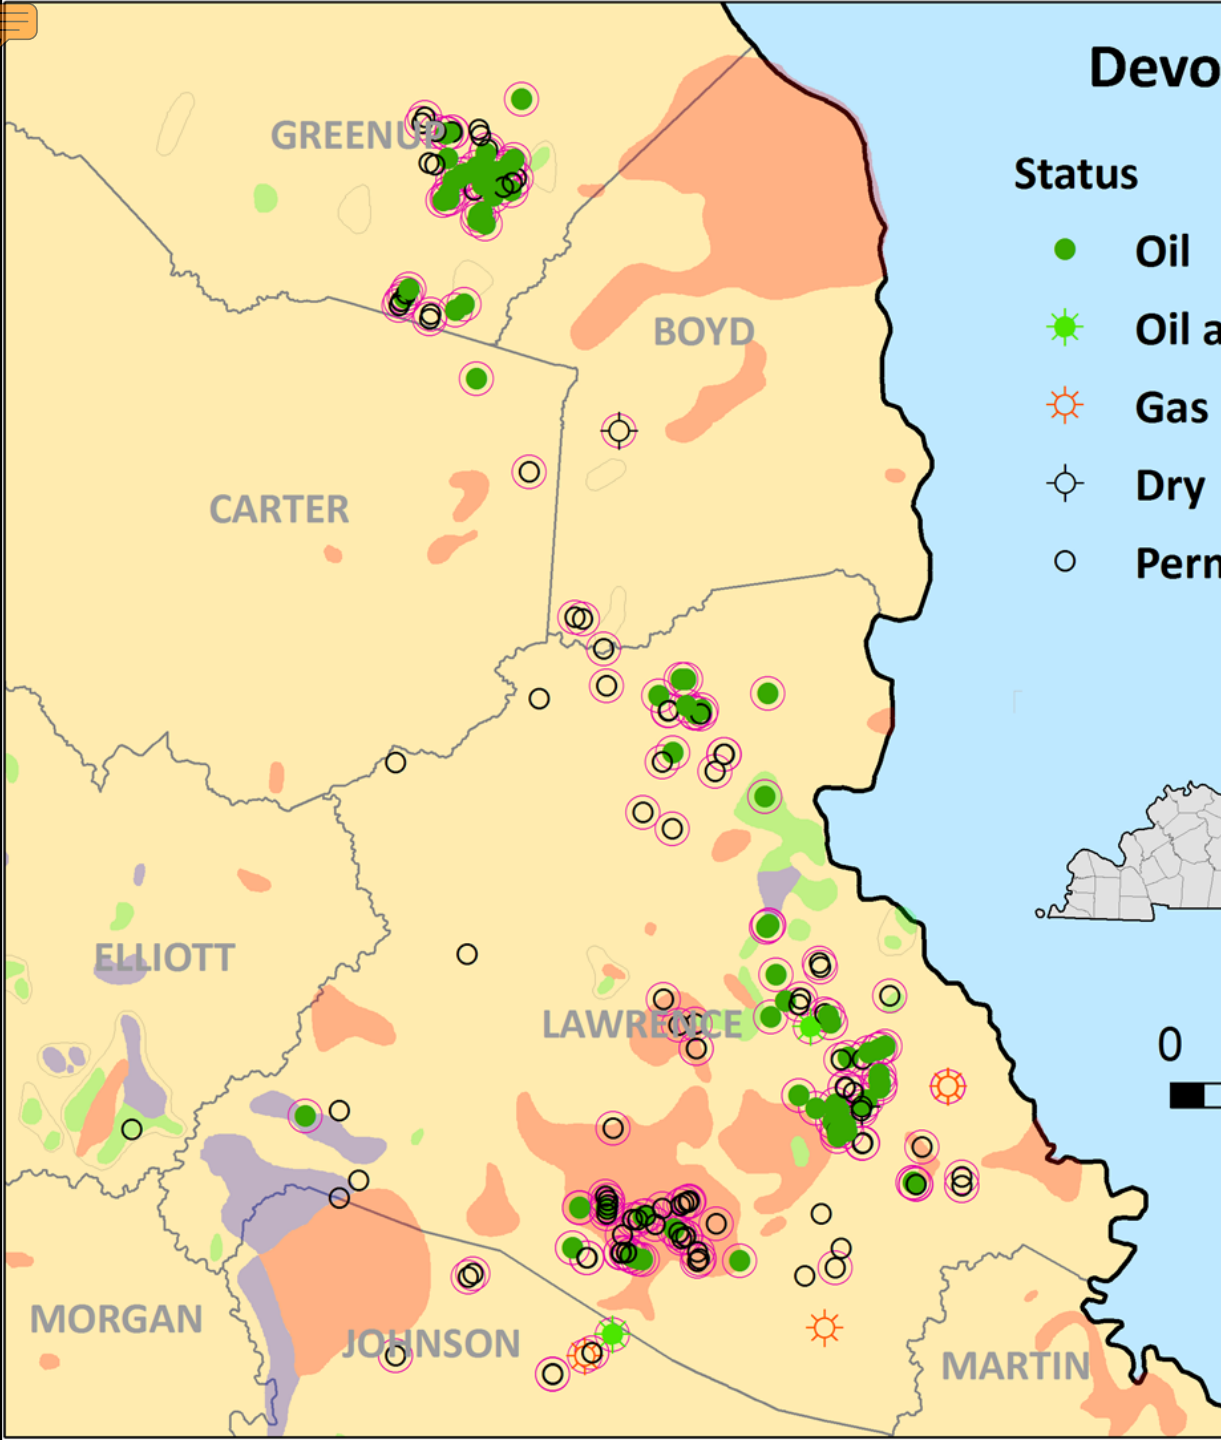 Devo
Status
Oil
Oil a
Gas
Dry
Perm
0
GREENUP
BOYD
CARTER
ELLIOTT
LAWRENCE
MORGAN
JOHNSON
MARTIN